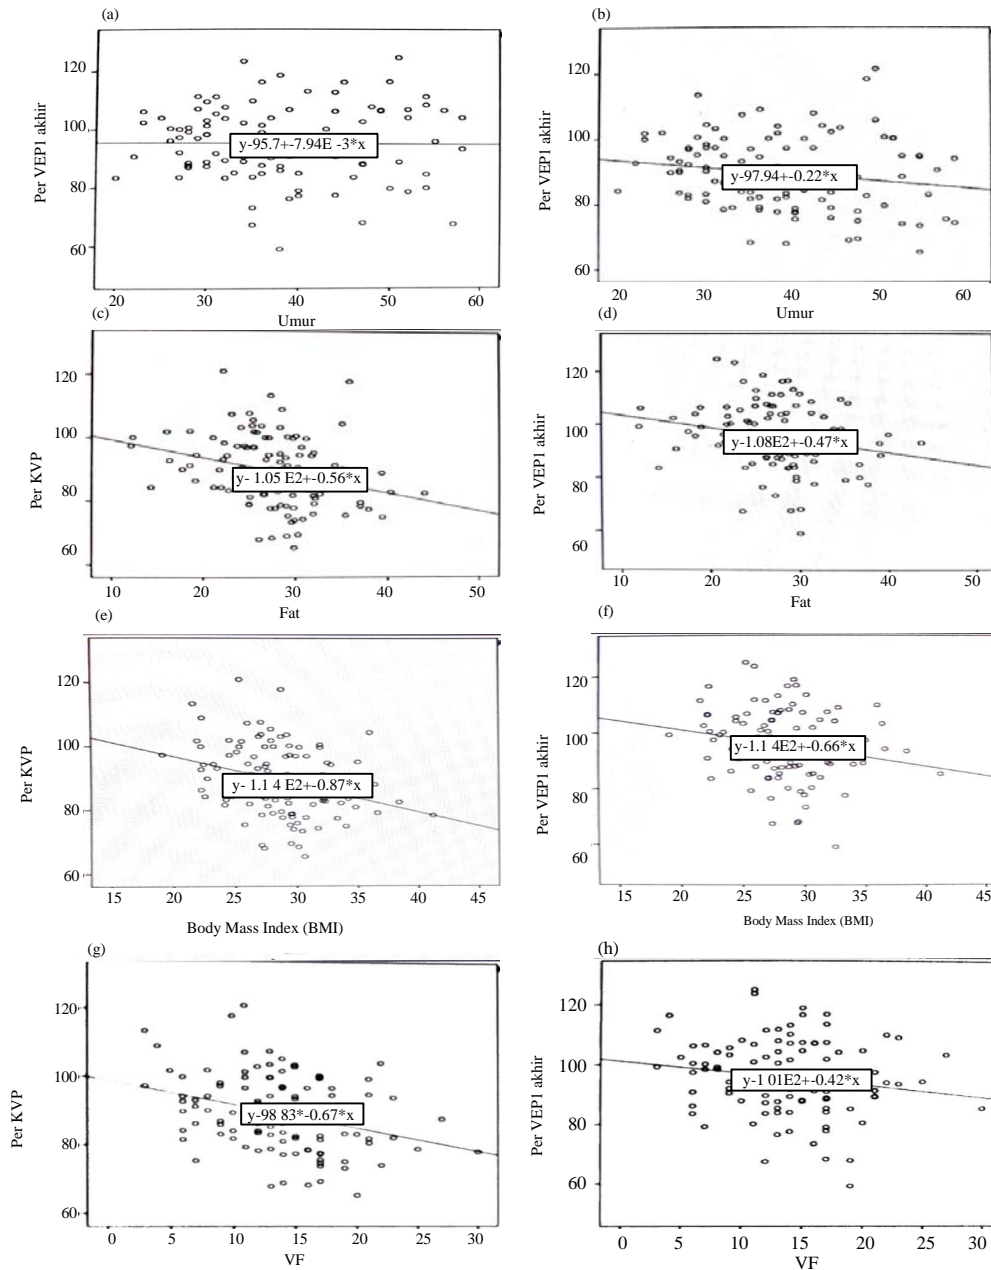 (a)
Per VEP1 akhir
120
100
80
60
y-95.7+-7.94E -3*x
20 30 40 50 60
Umur
(b)
Per VEP1 akhir
120
100
80
60
y-97.94+-0.22*x
20 30 40 50 60
Umur
(c)
Per KVP
120
100
80
60
y- 1.05 E2+-0.56*x
10 20 30 40 50
Fat
(d)
Per VEP1 akhir
120
100
80
60
y-1.08E2+-0.47*x
10 20 30 40 50
Fat
(e)
Per KVP
120
100
80
60
y- 1.1 4 E2+-0.87*x
15 20 25 30 35 40 45
Body Mass Index (BMI)
(f)
Per VEP1 akhir
120
100
80
60
y-1.1 4E2+-0.66*x
15 20 25 30 35 40 45
Body Mass Index (BMI)
(g)
Per KVP
120
100
80
60
y-98 83*-0.67*x
0 5 10 15 20 25 30
VF
(h)
Per VEP1 akhir
120
100
80
60
y-1 01E2+-0.42*x
0 5 10 15 20 25 30
VF